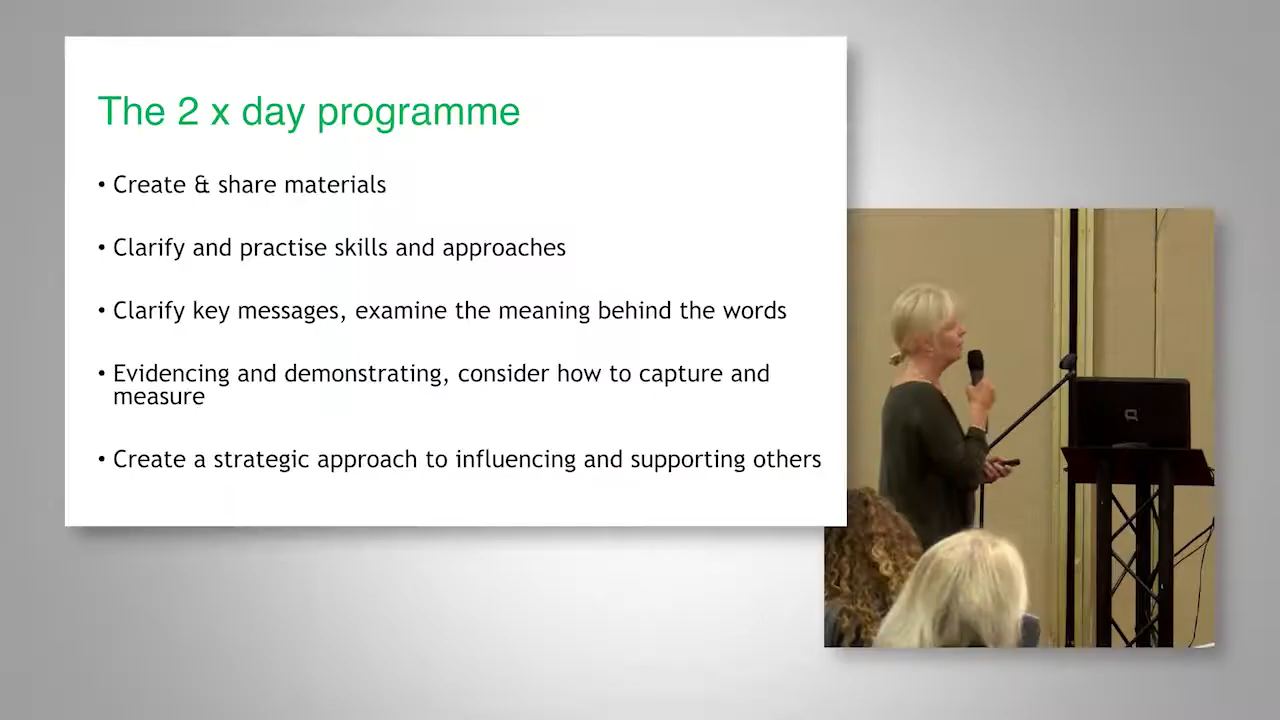 The 2 x day programme
• Create & share materials
• Clarify and practise skills and approaches
• Clarify key messages, examine the meaning behind the words
• Evidencing and demonstrating, consider how to capture and
measure
• Create a strategic approach to influencing and supporting others